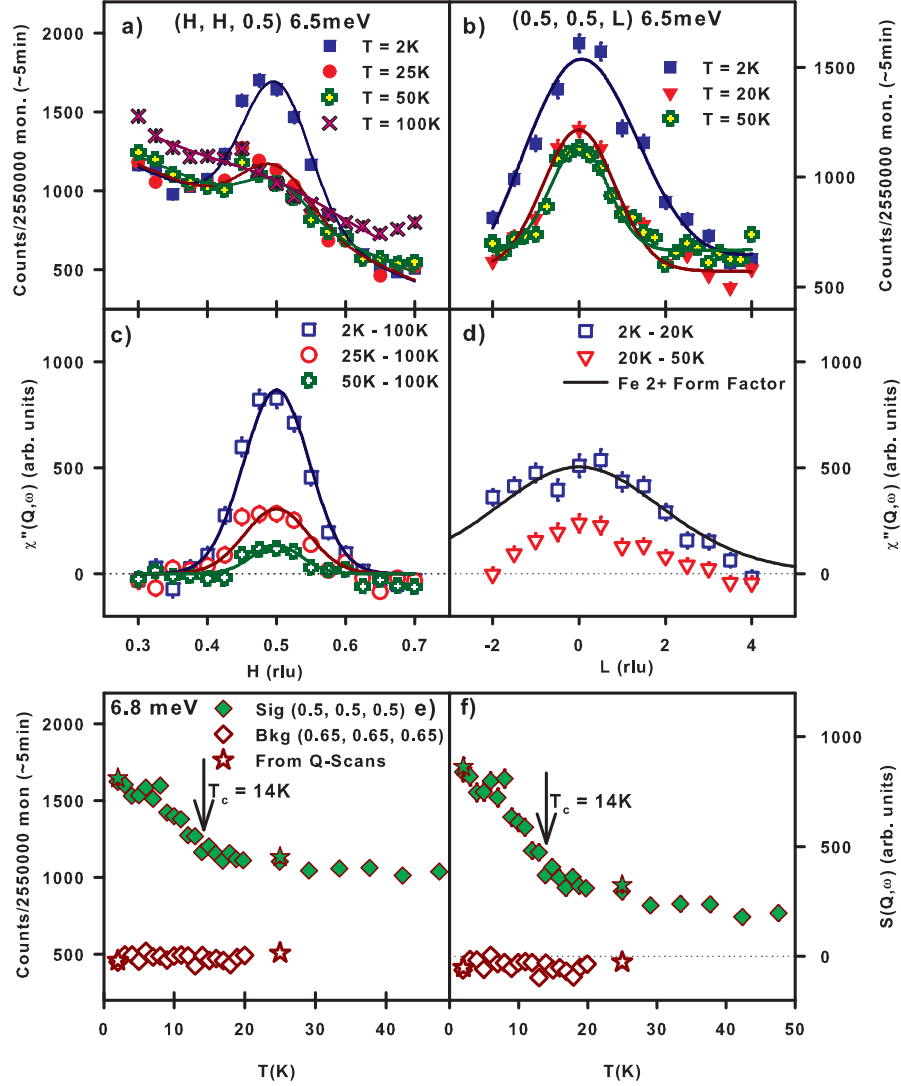 a)
(H, H, 0.5) 6.5meV
T = 2K
T = 25K
T = 50K
T = 100K
2000
1500
1000
500
Counts/2550000 mon. (~5min)
b)
(0.5, 0.5, L) 6.5meV
T = 2K
T = 20K
T = 50K
1500
1000
500
Counts/2550000 mon. (~5min)
c)
2K - 100K
25K - 100K
50K - 100K
1000
500
0
χ"(Q,ω) (arb. units)
0.3 0.4 0.5 0.6 0.7
H (rlu)
d)
2K - 20K
20K - 50K
Fe 2+ Form Factor
1000
500
0
χ"(Q,ω) (arb. units)
-2 0 2 4
L (rlu)
6.8 meV
Sig (0.5, 0.5, 0.5) e)
Bkg (0.65, 0.65, 0.65)
From Q-Scans
T_c = 14K
2000
1500
1000
500
Counts/2550000 mon (~5min)
0 10 20 30 40
T(K)
f)
T_c = 14K
1000
500
0
S(Q,ω) (arb. units)
0 10 20 30 40 50
T(K)